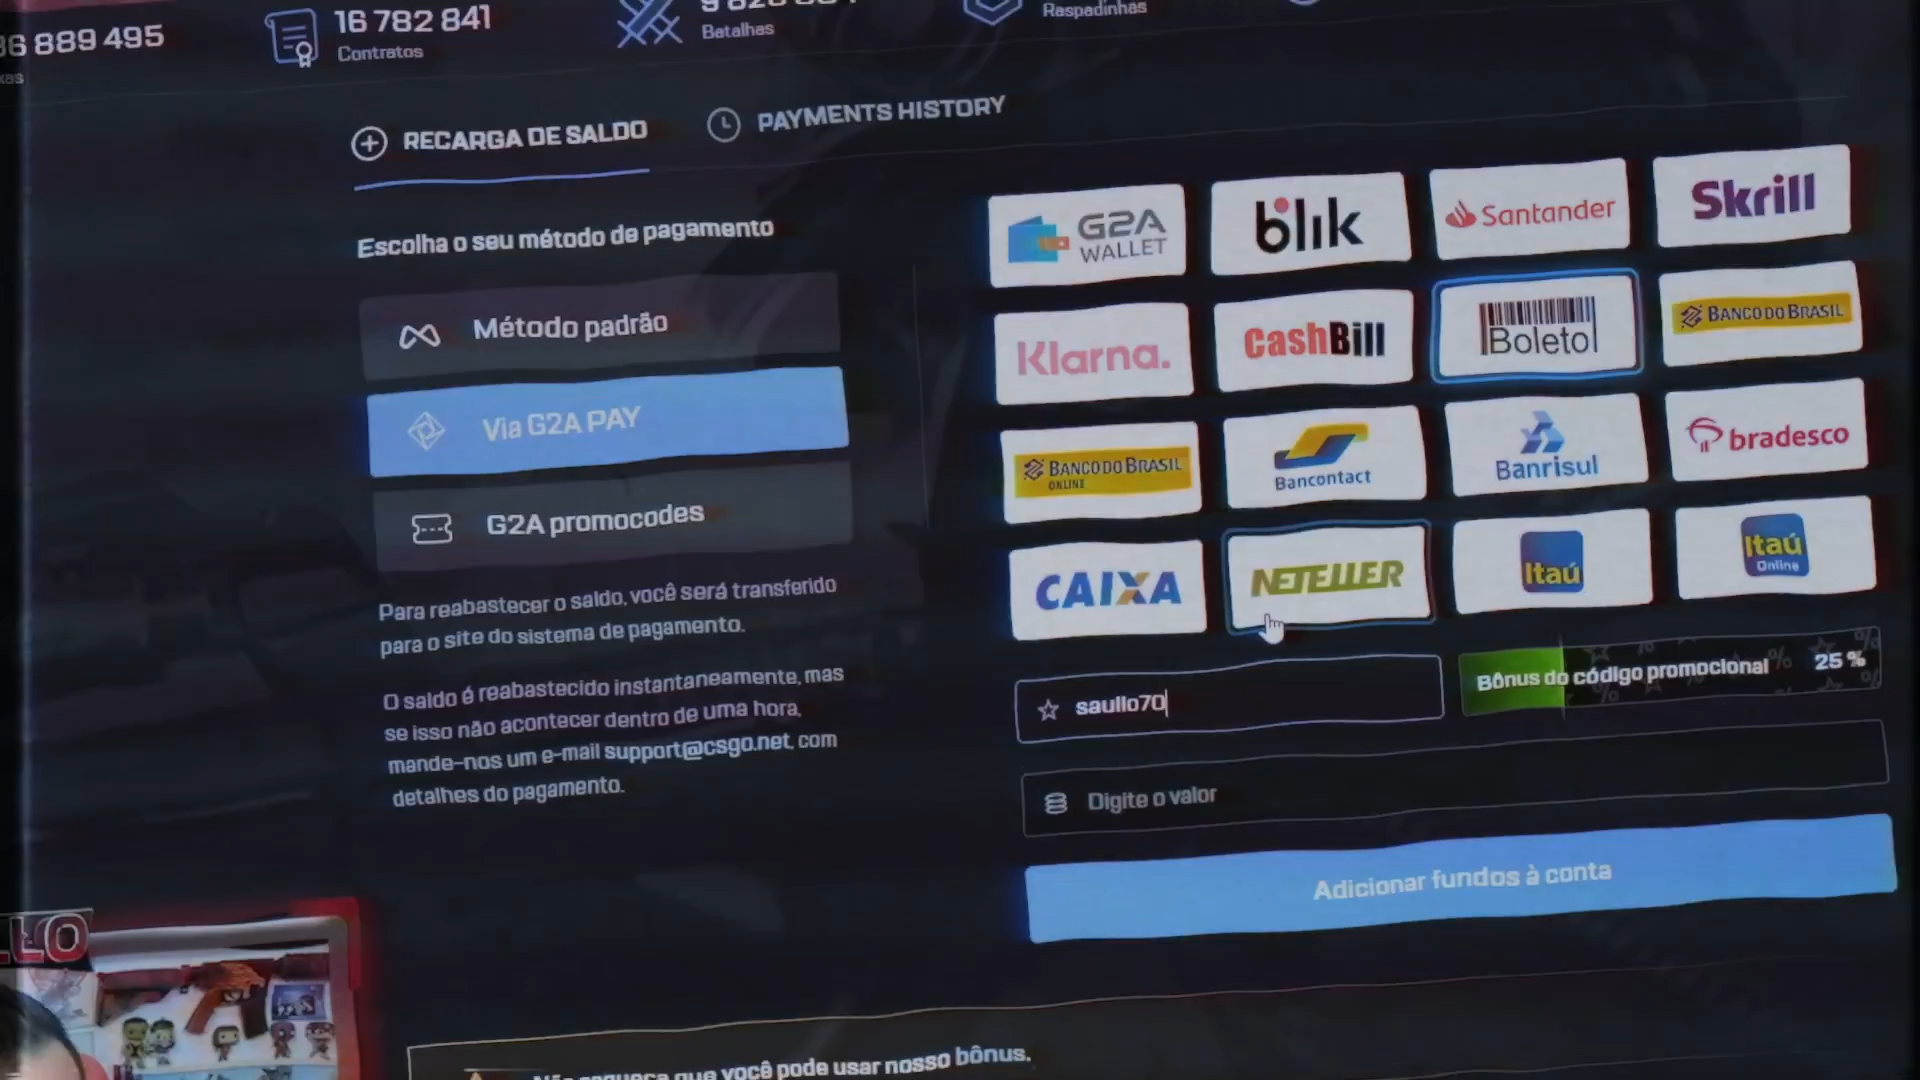 36 889 495
16 782 841
Contratos
Batalhas
Raspadinhas
RECARGA DE SALDO
PAYMENTS HISTORY
Escolha o seu método de pagamento
Método padrão
Via G2A PAY
G2A promocodes
Para reabastecer o saldo, você será transferido
para o site do sistema de pagamento.
O saldo é reabastecido instantaneamente, mas
se isso não acontecer dentro de uma hora,
mande-nos um e-mail support@csgo.net, com
detalhes do pagamento.
G2A WALLET
blik
Santander
Skrill
Klarna.
CashBill
Boleto
BANCO DO BRASIL
BANCO DO BRASIL
ONLINE
Bancontact
Banrisul
bradesco
CAIXA
NETELLER
Itaú
Itaú
Online
saullo70
Bônus do código promocional 25 %
Digite o valor
Adicionar fundos à conta
LLO
que você pode usar nosso bônus.